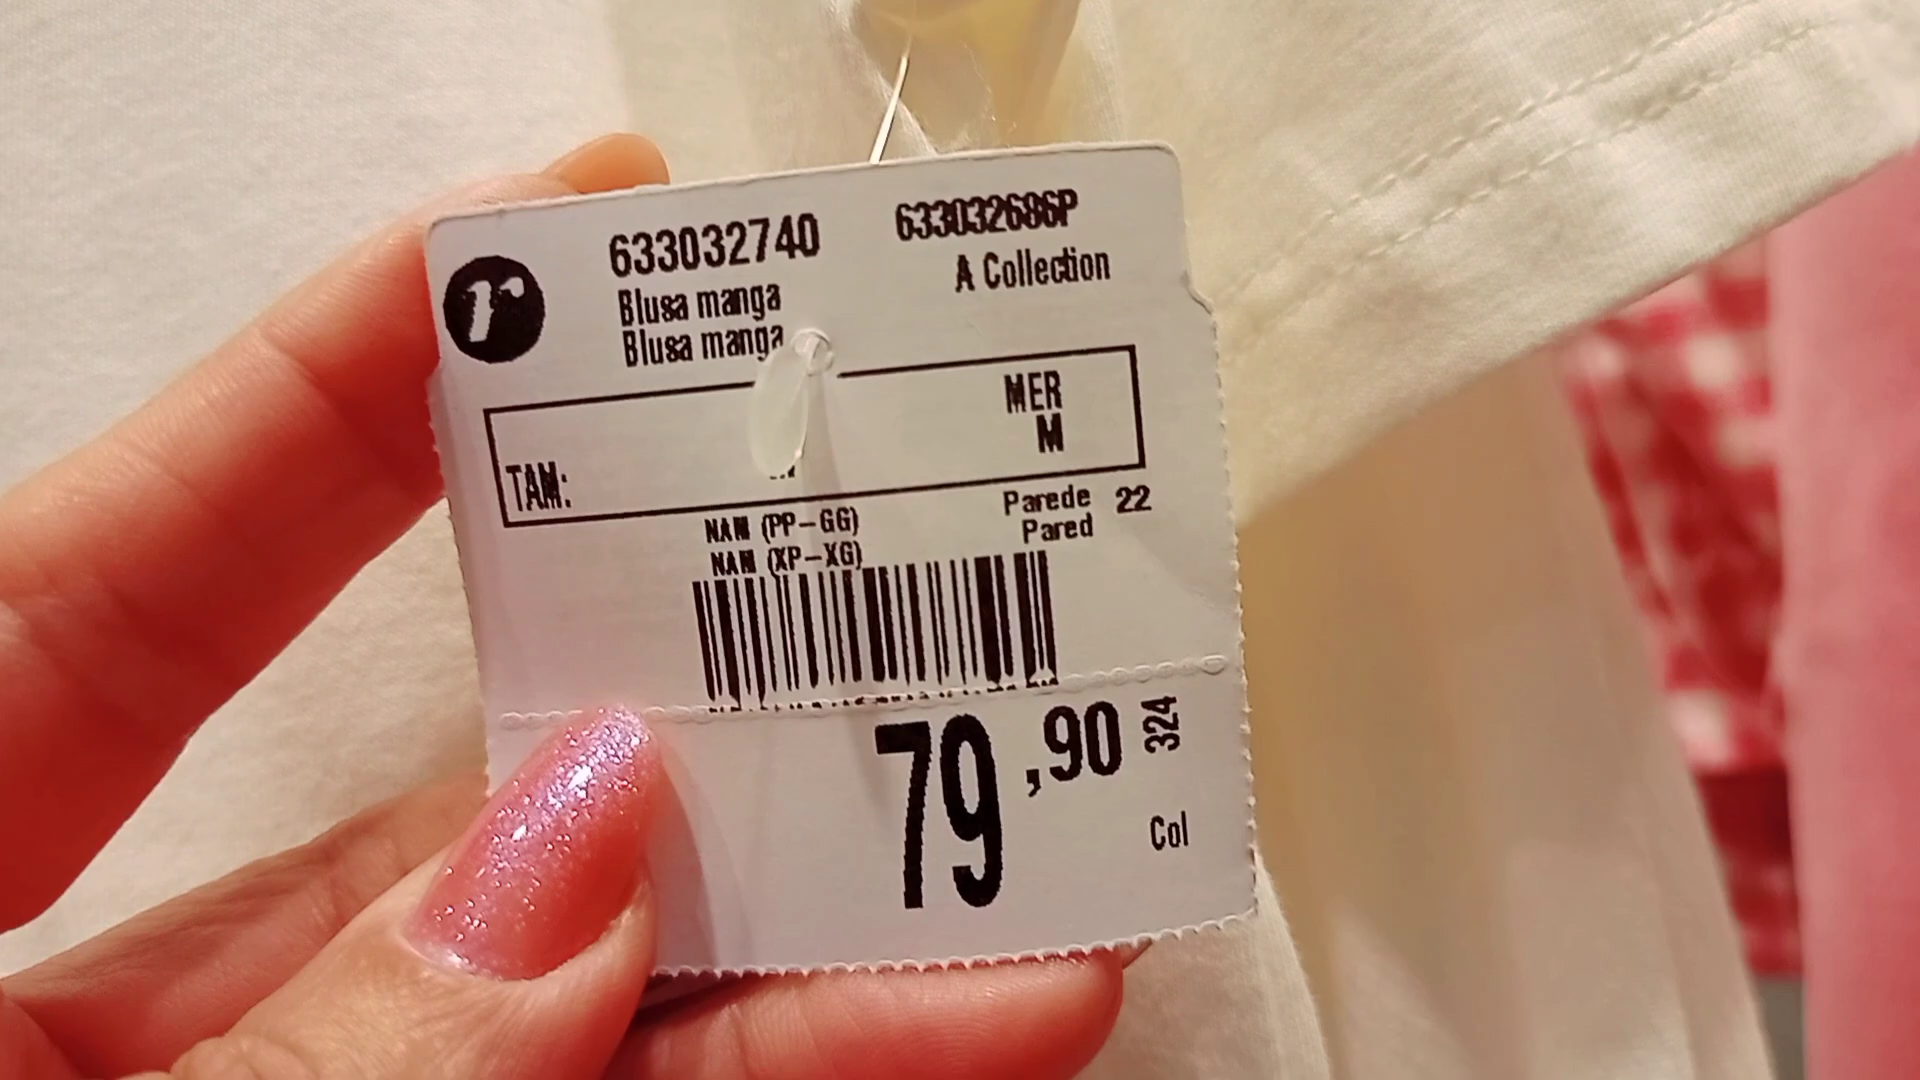 r
633032740 633032686P
Blusa manga A Collection
Blusa manga
MER
TAM: M
NAM (PP-GG) Parede 22
NAM (XP-XG) Pared
79,90 324
Col